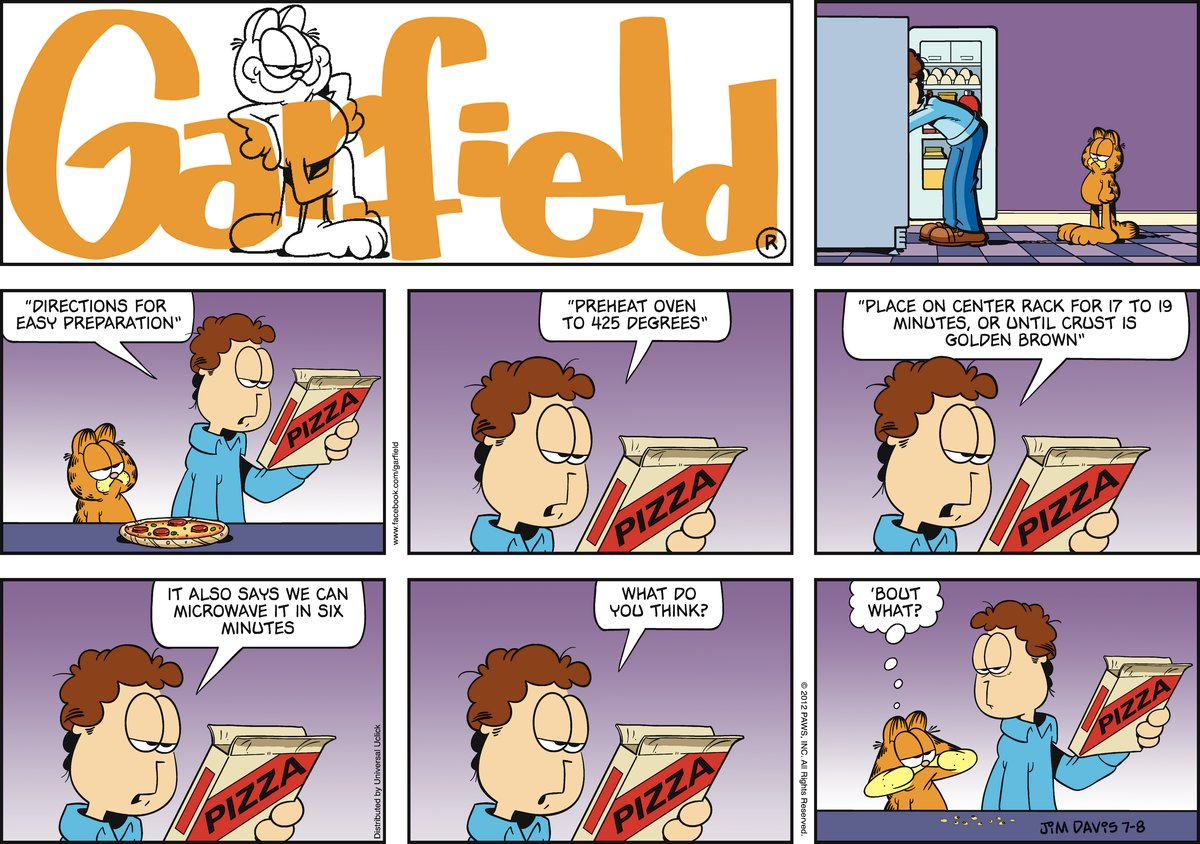 Garfield
®
"DIRECTIONS FOR
EASY PREPARATION"
PIZZA
www.facebook.com/garfield
"PREHEAT OVEN
TO 425 DEGREES"
PIZZA
"PLACE ON CENTER RACK FOR 17 TO 19
MINUTES, OR UNTIL CRUST IS
GOLDEN BROWN"
PIZZA
IT ALSO SAYS WE CAN
MICROWAVE IT IN SIX
MINUTES
PIZZA
Distributed by Universal Uclick
WHAT DO
YOU THINK?
PIZZA
© 2012 PAWS, INC. All Rights Reserved.
'BOUT
WHAT?
PIZZA
JIM DAVIS 7-8